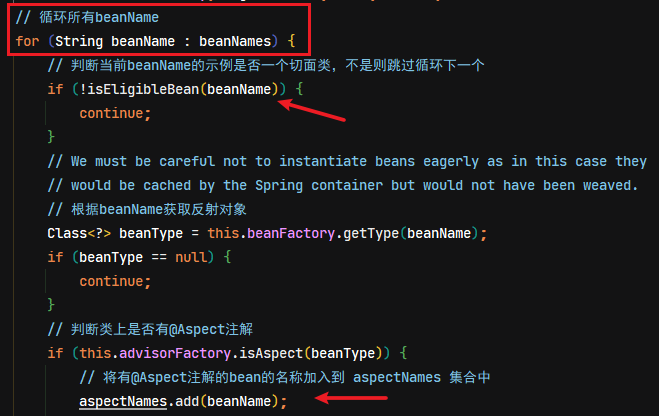 // 循环所有beanName
for (String beanName : beanNames) {
// 判断当前beanName的示例是否一个切面类，不是则跳过循环下一个
if (!isEligibleBean(beanName)) {
continue;
}
// We must be careful not to instantiate beans eagerly as in this case they
// would be cached by the Spring container but would not have been weaved.
// 根据beanName获取反射对象
Class<?> beanType = this.beanFactory.getType(beanName);
if (beanType == null) {
continue;
}
// 判断类上是否有@Aspect注解
if (this.advisorFactory.isAspect(beanType)) {
// 将有@Aspect注解的bean的名称加入到 aspectNames 集合中
aspectNames.add(beanName);